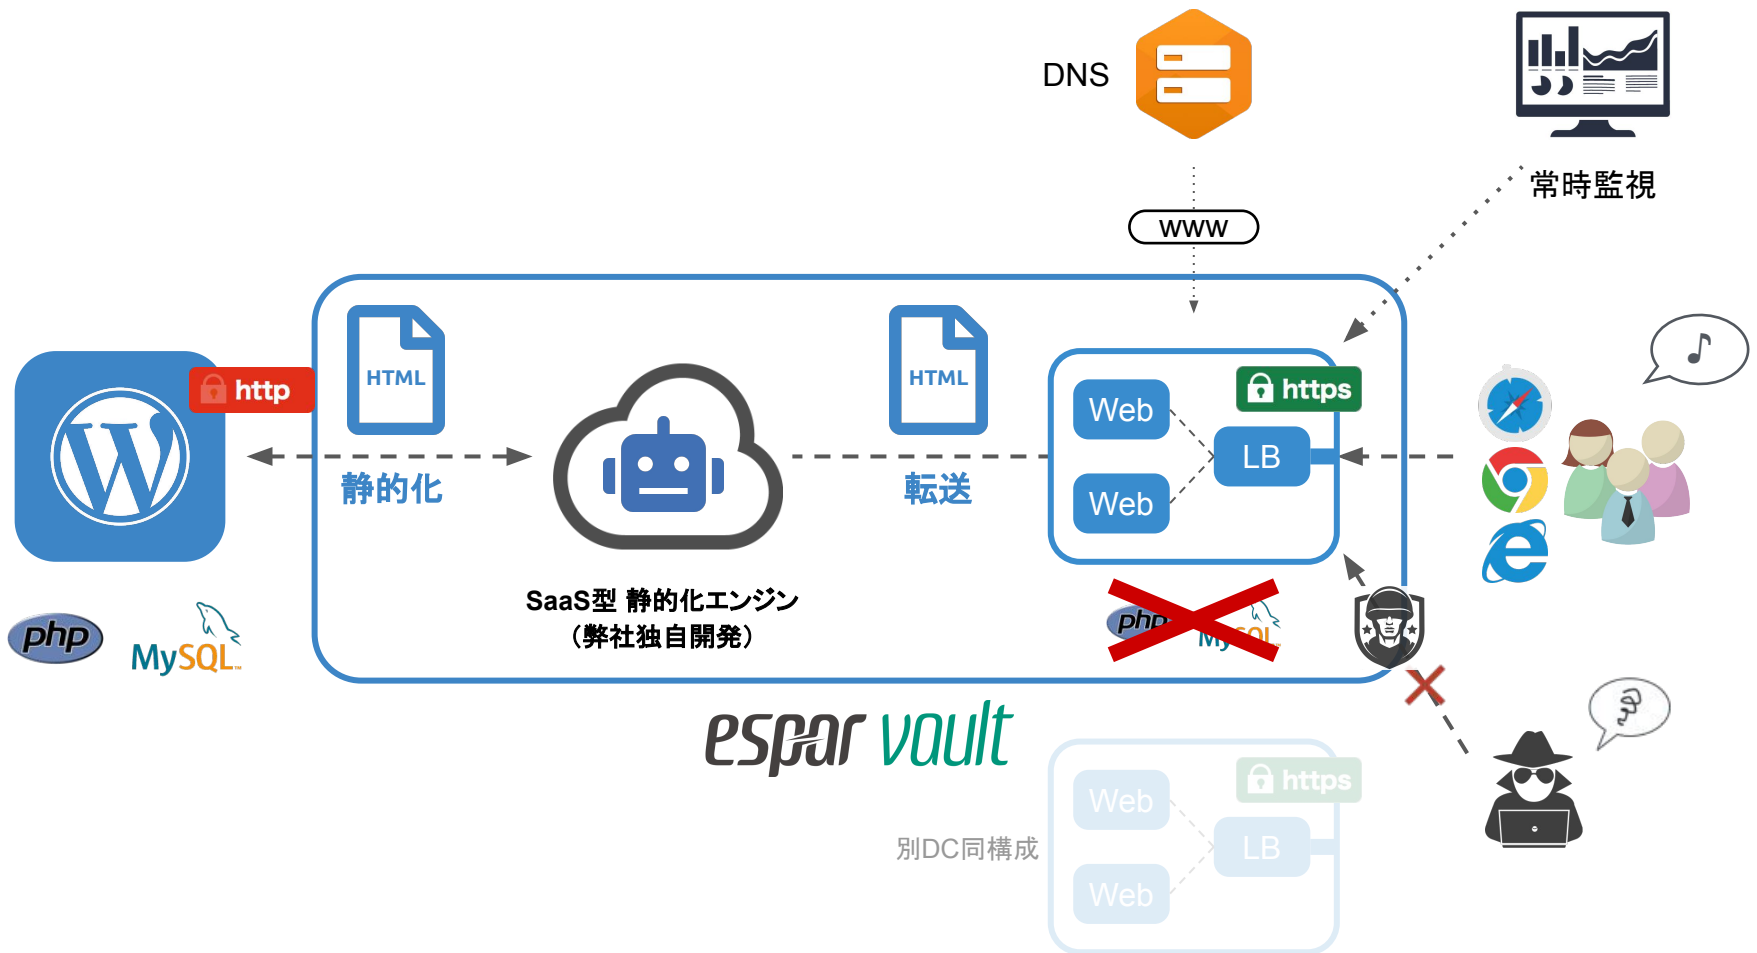 DNS
常時監視
www
HTML
HTML
http
https
Web
Web
LB
静的化
転送
SaaS型 静的化エンジン
（弊社独自開発）
php
MySQL
php
MySQL
espar vault
https
Web
Web
LB
別DC同構成